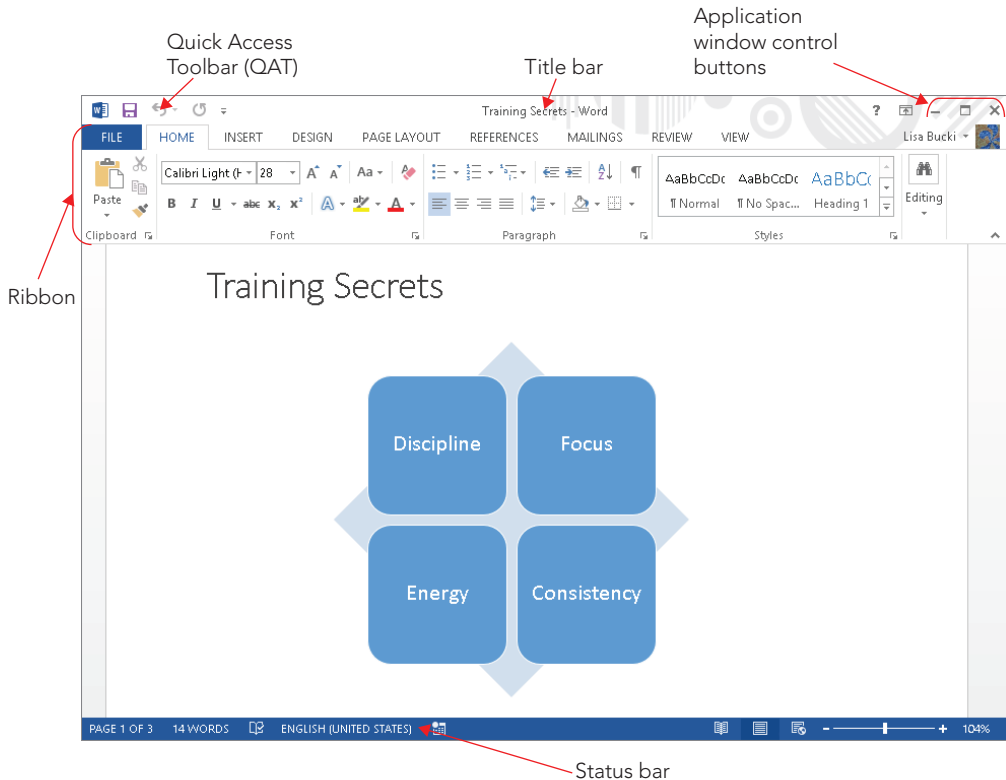 Quick Access
Toolbar (QAT)
Title bar
Application
window control
buttons
Training Secrets - Word
?
FILE HOME INSERT DESIGN PAGE LAYOUT REFERENCES MAILINGS REVIEW VIEW Lisa Bucki
Calibri Light (H 28 A A Aa A↓Z ¶
AaBbCcDc AaBbCcDc AaBbCc
Paste B I U abc X₂ X² A aby A ¶ Normal ¶ No Spac... Heading 1 Editing
Clipboard Font Paragraph Styles
Ribbon
Training Secrets
Discipline Focus
Energy Consistency
PAGE 1 OF 3 14 WORDS ENGLISH (UNITED STATES) - + 104%
Status bar